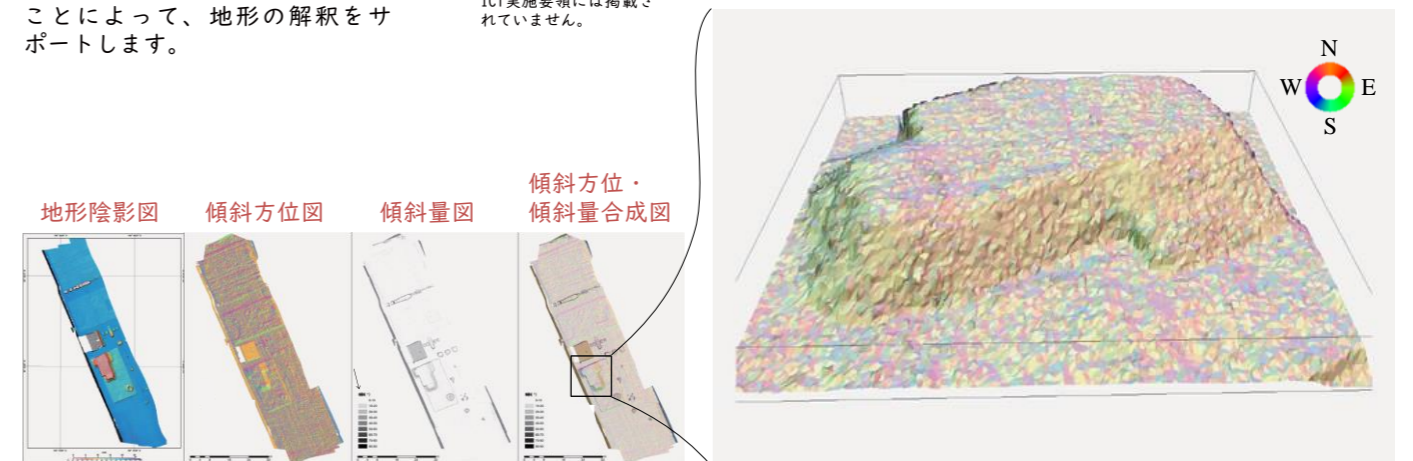 ことによって、地形の解釈をサ
ポートします。
ICT実施要領には掲載さ
れていません。
地形陰影図
傾斜方位図
傾斜量図
傾斜方位・
傾斜量合成図
N
W
E
S